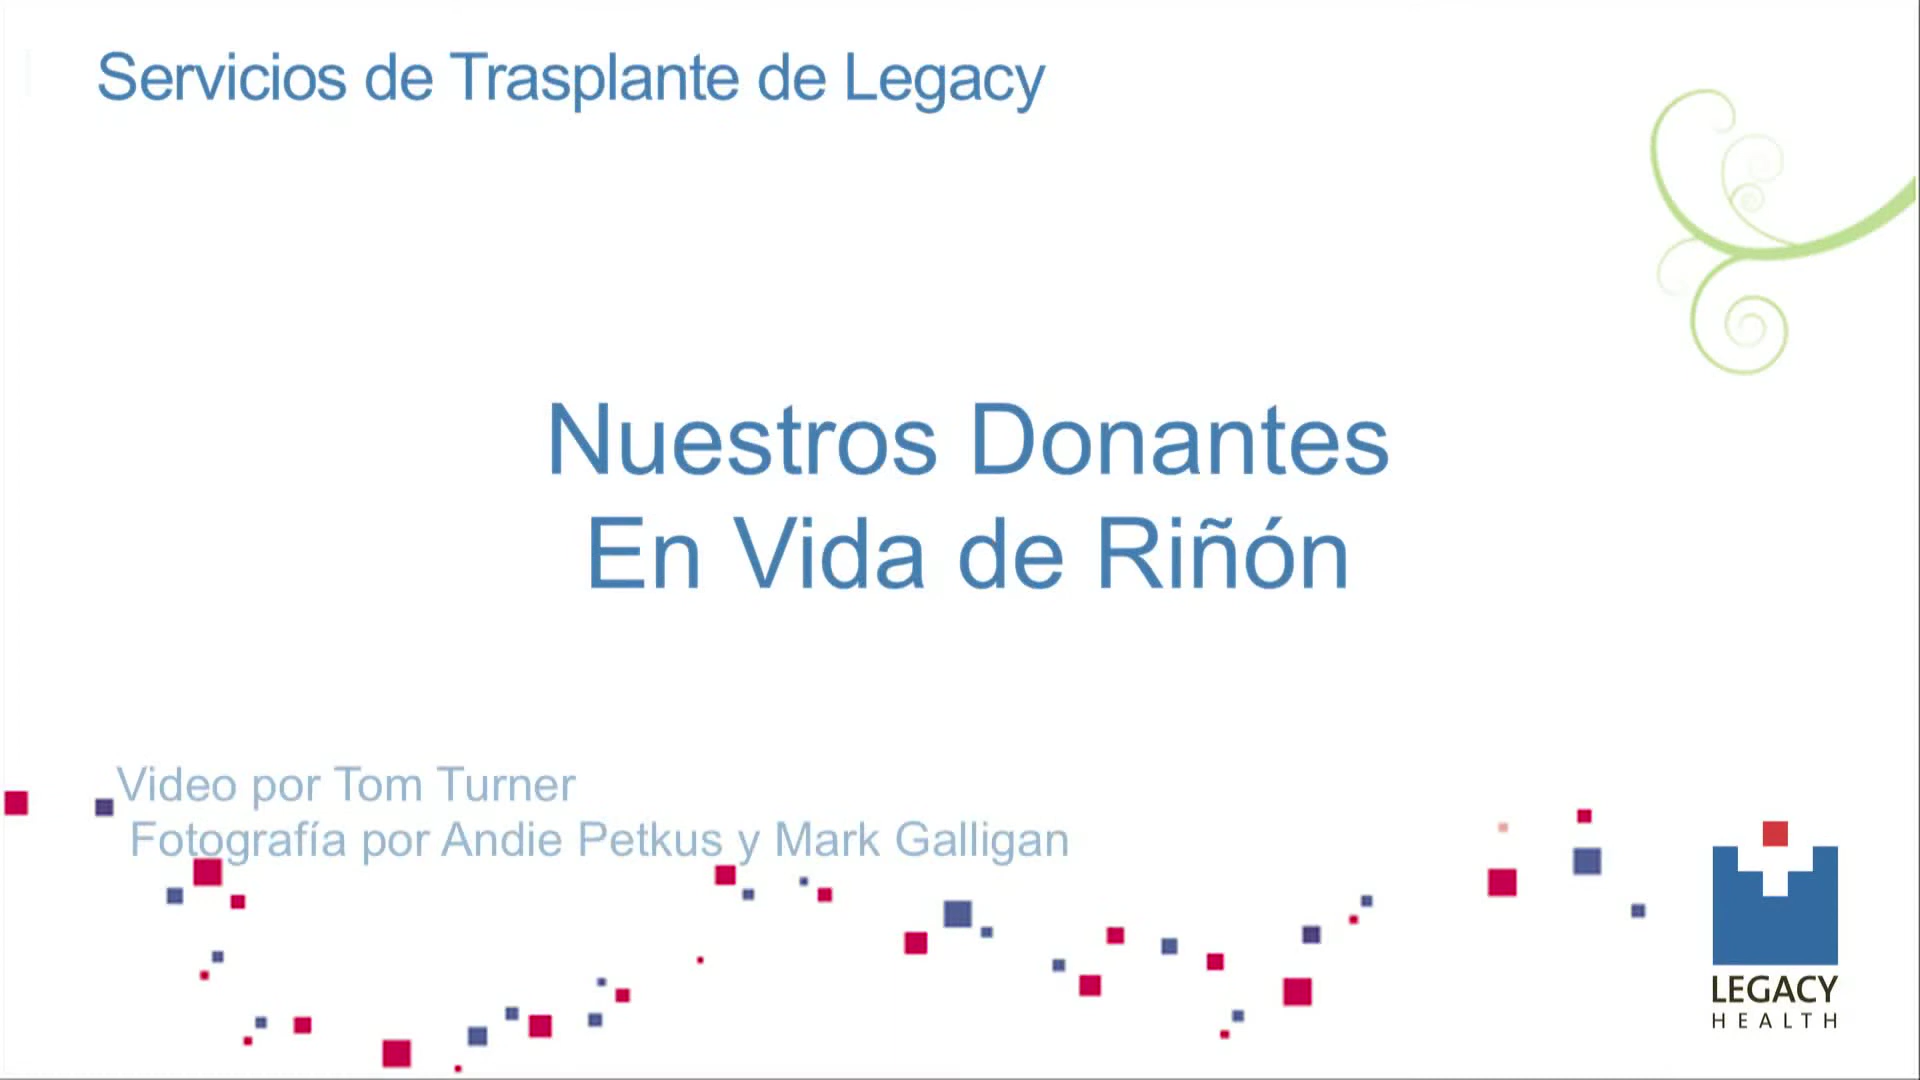 Servicios de Trasplante de Legacy
Nuestros Donantes
En Vida de Riñón
Video por Tom Turner
Fotografía por Andie Petkus y Mark Galligan
LEGACY
HEALTH